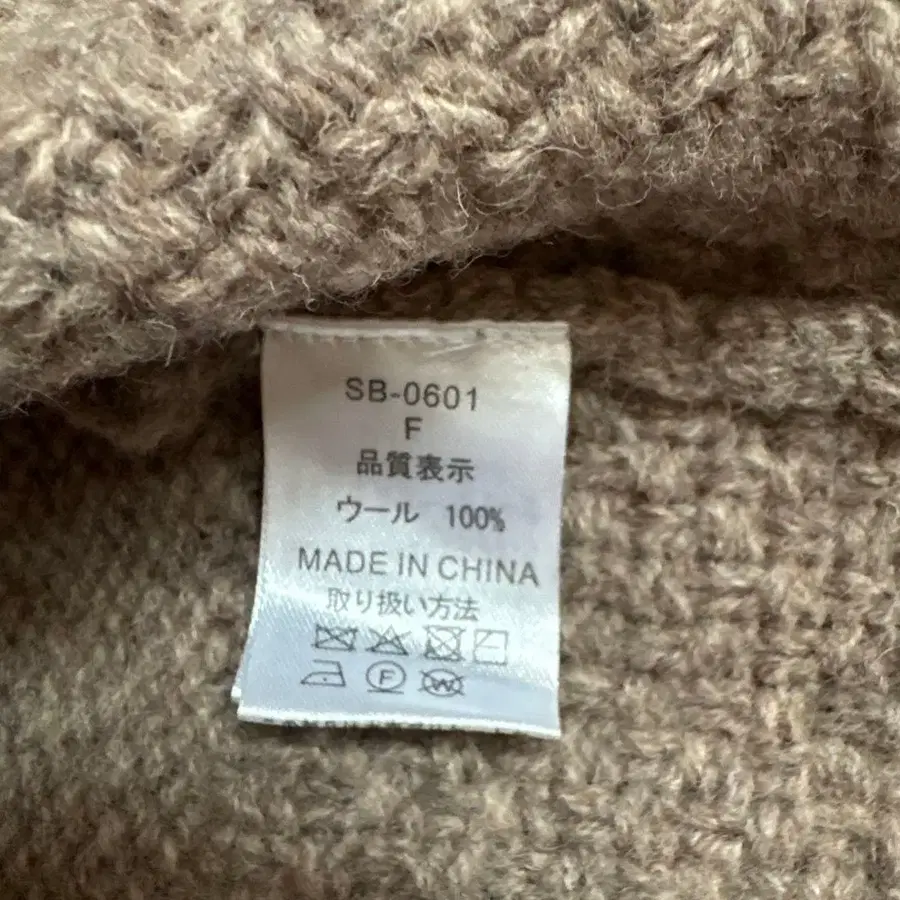 SB-0601
F
品質表示
ウール 100%
MADE IN CHINA
取り扱い方法
F W